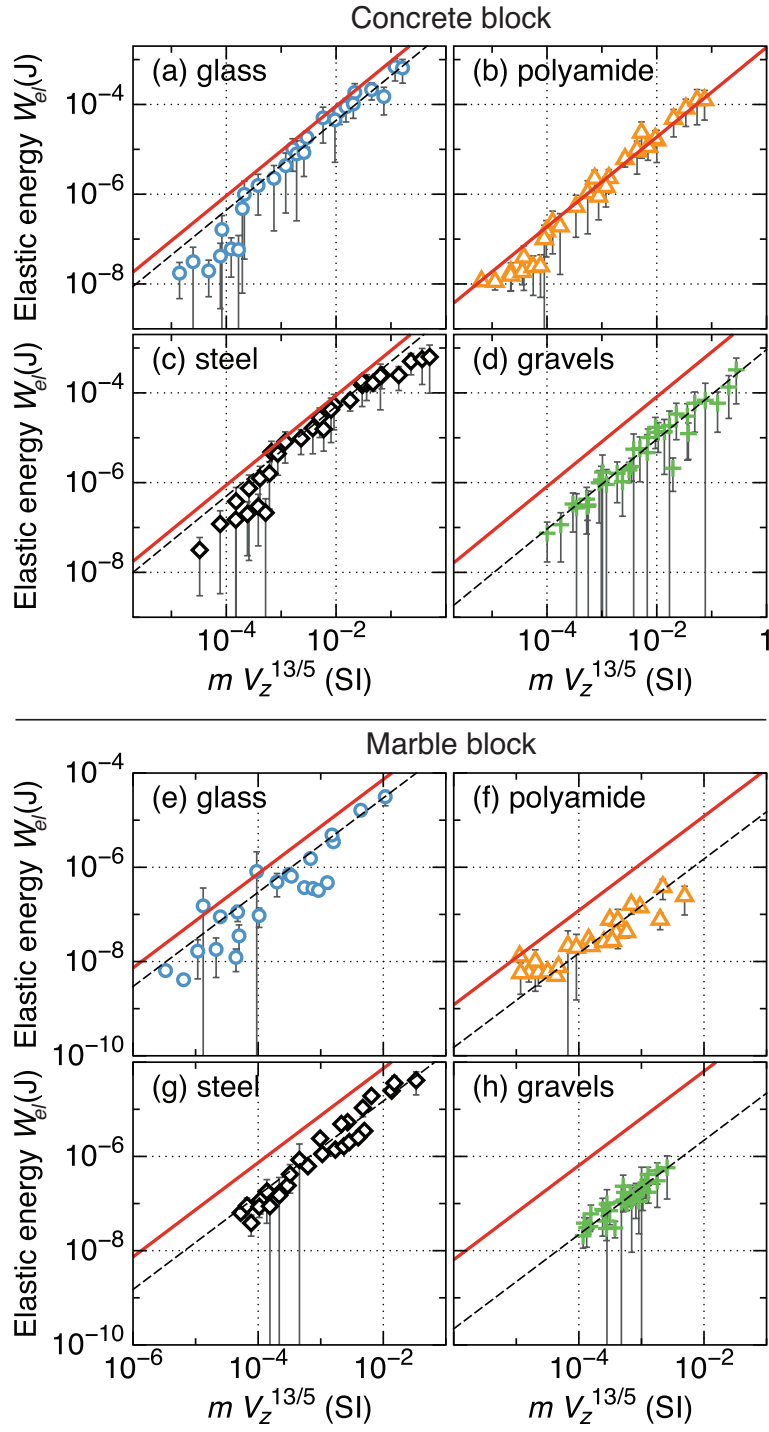 Concrete block
(a) glass
(b) polyamide
Elastic energy W_el(J)
10⁻⁴
10⁻⁶
10⁻⁸
(c) steel
(d) gravels
Elastic energy W_el(J)
10⁻⁴
10⁻⁶
10⁻⁸
10⁻⁴ 10⁻² 10⁻⁴ 10⁻² 1
m V_z^13/5 (SI) m V_z^13/5 (SI)
Marble block
(e) glass
(f) polyamide
Elastic energy W_el(J)
10⁻⁴
10⁻⁶
10⁻⁸
10⁻¹⁰
(g) steel
(h) gravels
Elastic energy W_el(J)
10⁻⁶
10⁻⁸
10⁻¹⁰
10⁻⁶ 10⁻⁴ 10⁻² 10⁻⁴ 10⁻²
m V_z^13/5 (SI) m V_z^13/5 (SI)